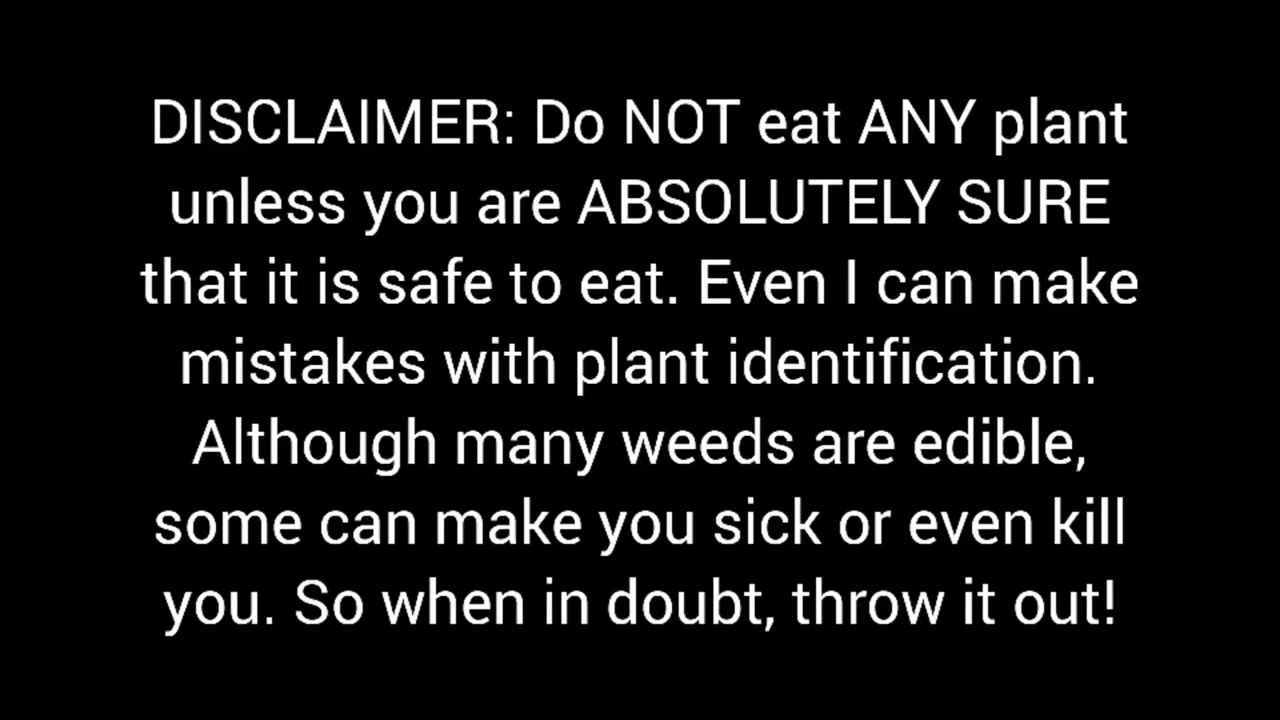 DISCLAIMER: Do NOT eat ANY plant
unless you are ABSOLUTELY SURE
that it is safe to eat. Even I can make
mistakes with plant identification.
Although many weeds are edible,
some can make you sick or even kill
you. So when in doubt, throw it out!